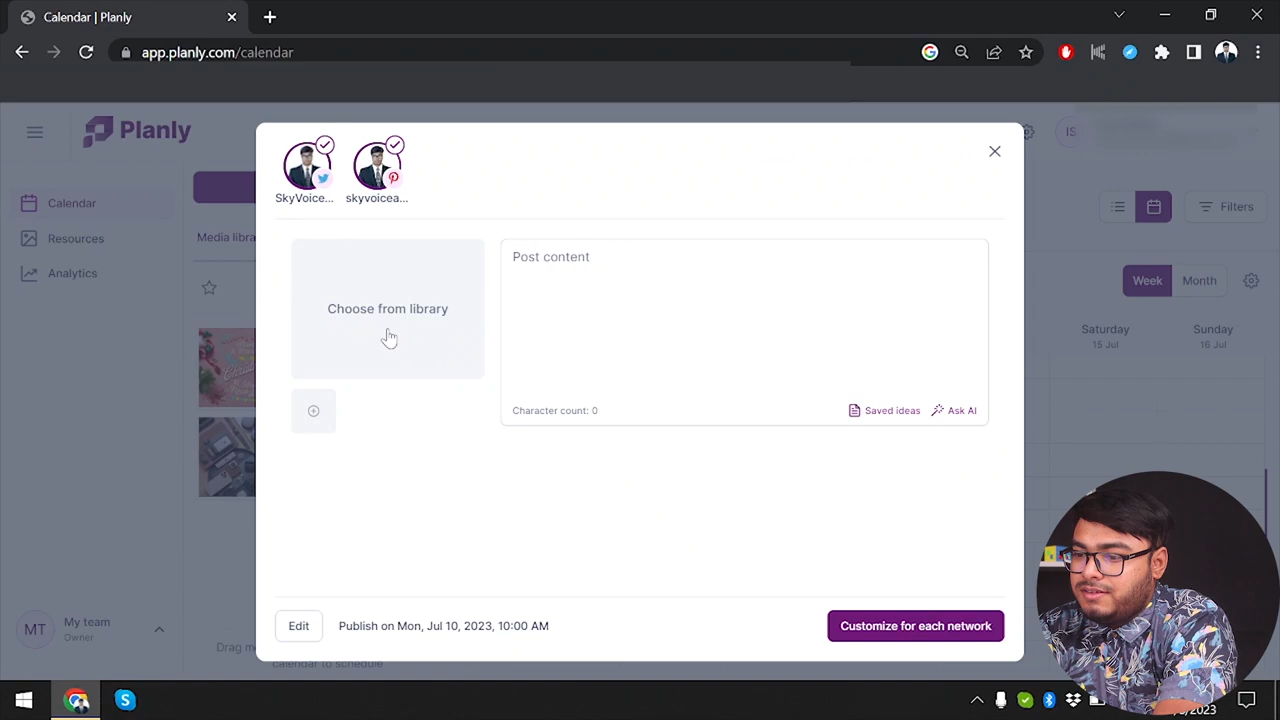 Calendar | Planly
app.planly.com/calendar
Planly
IS
SkyVoice...
skyvoicea...
Calendar
Resources
Analytics
Media libra
Filters
Week
Month
Choose from library
Post content
Saturday
15 Jul
Sunday
16 Jul
Character count: 0
Saved ideas
Ask AI
MT
My team
Owner
Edit
Publish on Mon, Jul 10, 2023, 10:00 AM
Customize for each network
Drag me
calendar to schedule
/2023